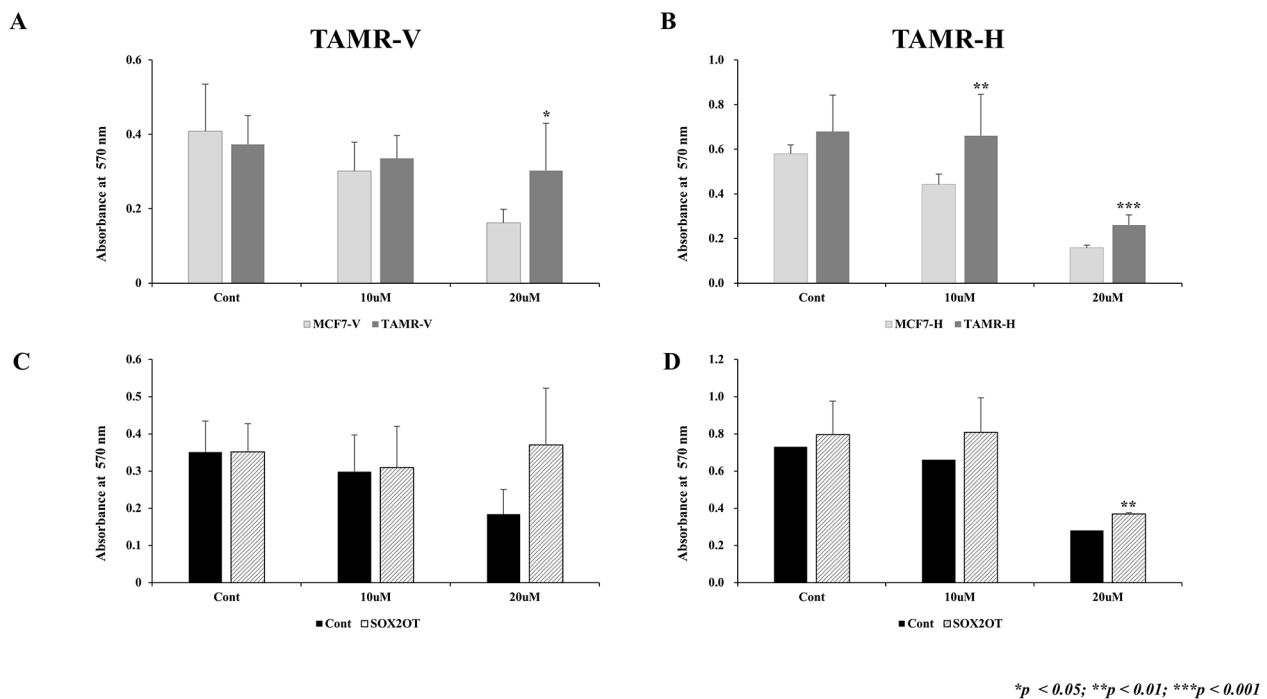 A
TAMR-V
Absorbance at 570 nm
0.6
0.4
0.2
0
Cont 10uM 20uM
*
MCF7-V TAMR-V
B
TAMR-H
Absorbance at 570 nm
1.0
0.8
0.6
0.4
0.2
0.0
Cont 10uM 20uM
**
***
MCF7-H TAMR-H
C
Absorbance at 570 nm
0.6
0.5
0.4
0.3
0.2
0.1
0
Cont 10uM 20uM
Cont SOX2OT
D
Absorbance at 570 nm
1.2
1.0
0.8
0.6
0.4
0.2
0.0
Cont 10uM 20uM
**
Cont SOX2OT
*p < 0.05; **p < 0.01; ***p < 0.001